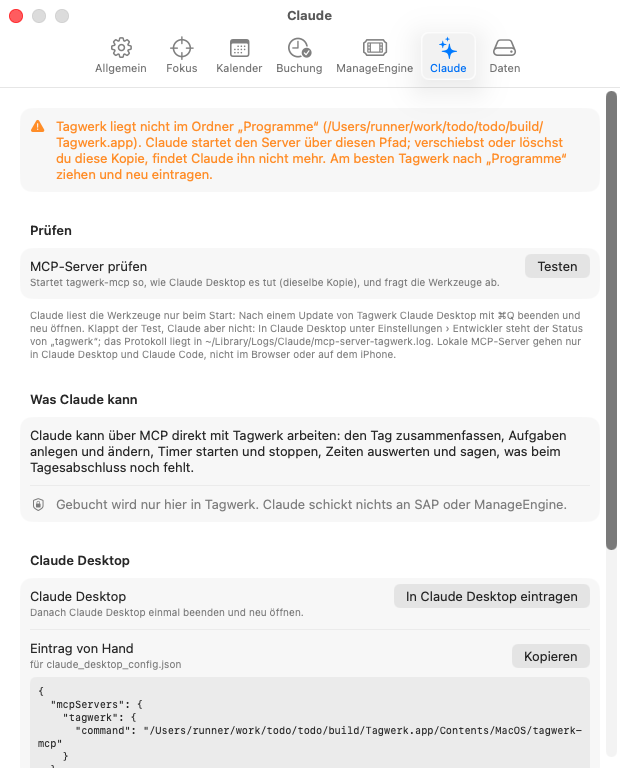 Claude
Allgemein
Fokus
Kalender
Buchung
ManageEngine
Claude
Daten
Tagwerk liegt nicht im Ordner „Programme“ (/Users/runner/work/todo/todo/build/
Tagwerk.app). Claude startet den Server über diesen Pfad; verschiebst oder löschst
du diese Kopie, findet Claude ihn nicht mehr. Am besten Tagwerk nach „Programme“
ziehen und neu eintragen.
Prüfen
MCP-Server prüfen
Testen
Startet tagwerk-mcp so, wie Claude Desktop es tut (dieselbe Kopie), und fragt die Werkzeuge ab.
Claude liest die Werkzeuge nur beim Start: Nach einem Update von Tagwerk Claude Desktop mit ⌘Q beenden und
neu öffnen. Klappt der Test, Claude aber nicht: In Claude Desktop unter Einstellungen › Entwickler steht der Status
von „tagwerk“; das Protokoll liegt in ~/Library/Logs/Claude/mcp-server-tagwerk.log. Lokale MCP-Server gehen nur
in Claude Desktop und Claude Code, nicht im Browser oder auf dem iPhone.
Was Claude kann
Claude kann über MCP direkt mit Tagwerk arbeiten: den Tag zusammenfassen, Aufgaben
anlegen und ändern, Timer starten und stoppen, Zeiten auswerten und sagen, was beim
Tagesabschluss noch fehlt.
Gebucht wird nur hier in Tagwerk. Claude schickt nichts an SAP oder ManageEngine.
Claude Desktop
Claude Desktop
In Claude Desktop eintragen
Danach Claude Desktop einmal beenden und neu öffnen.
Eintrag von Hand
Kopieren
für claude_desktop_config.json
{
"mcpServers": {
"tagwerk": {
"command": "/Users/runner/work/todo/todo/build/Tagwerk.app/Contents/MacOS/tagwerk-
mcp"
}
}